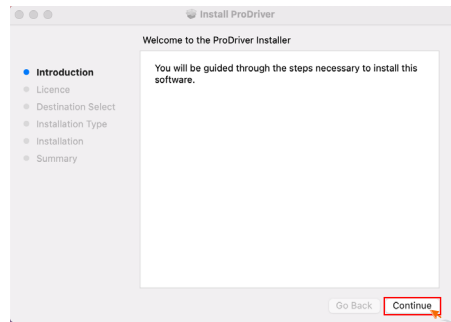 Install ProDriver
Welcome to the ProDriver Installer
Introduction
Licence
Destination Select
Installation Type
Installation
Summary
You will be guided through the steps necessary to install this
software.
Go Back
Continue